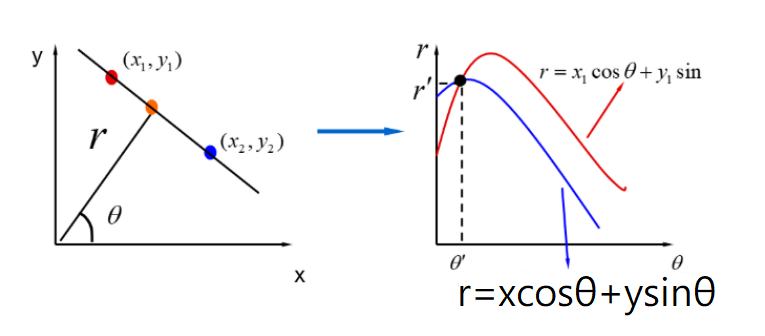 y
(x₁, y₁)
r
(x₂, y₂)
θ
x
r
r = x₁ cos θ + y₁ sin
r′
θ′
θ
r=xcosθ+ysinθ